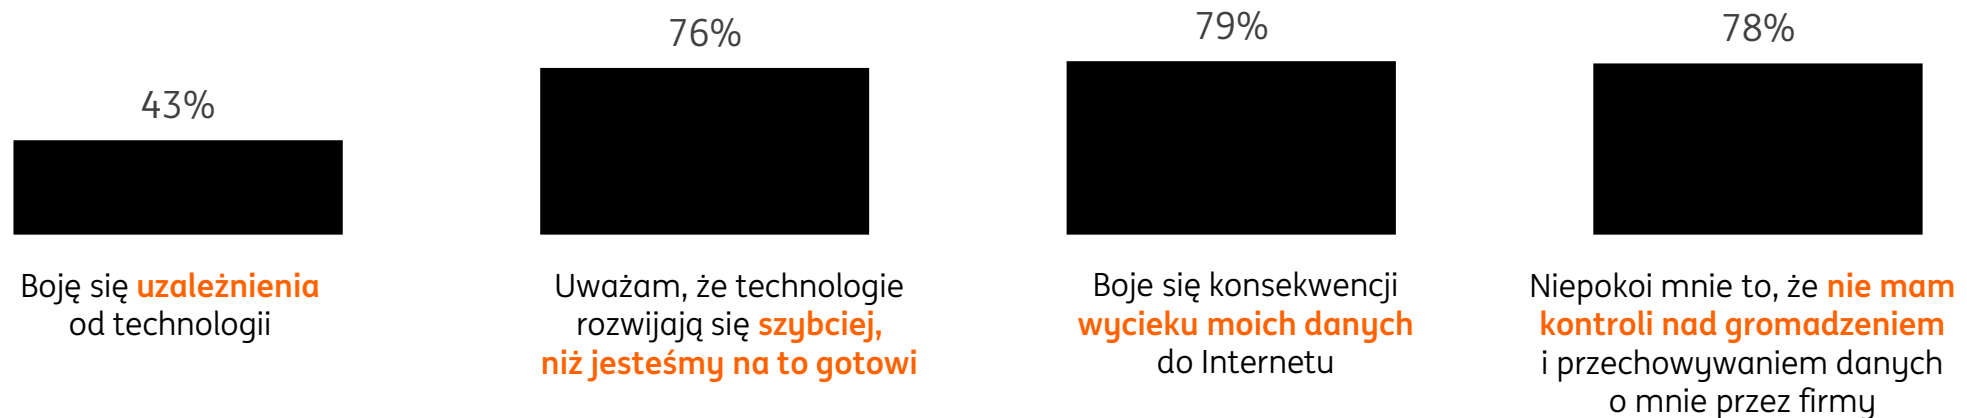 43%
Boję się uzależnienia
od technologii
76%
Uważam, że technologie
rozwijają się szybciej,
niż jesteśmy na to gotowi
79%
Boje się konsekwencji
wycieku moich danych
do Internetu
78%
Niepokoi mnie to, że nie mam
kontroli nad gromadzeniem
i przechowywaniem danych
o mnie przez firmy